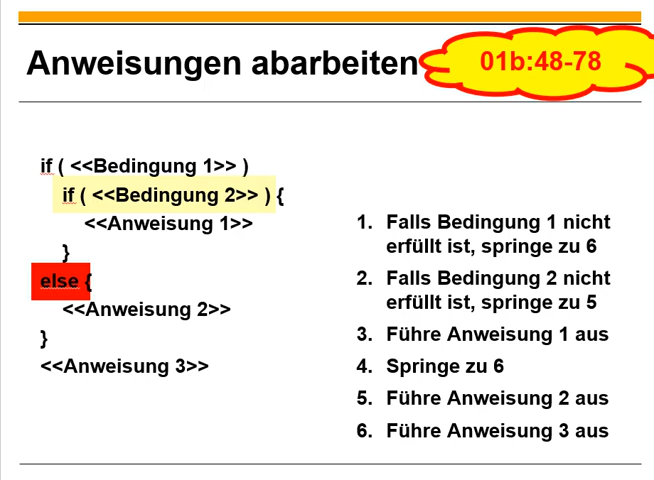 Anweisungen abarbeiten
01b:48-78
if ( <<Bedingung 1>> )
if ( <<Bedingung 2>> ) {
<<Anweisung 1>>
}
else {
<<Anweisung 2>>
}
<<Anweisung 3>>
1. Falls Bedingung 1 nicht
erfüllt ist, springe zu 6
2. Falls Bedingung 2 nicht
erfüllt ist, springe zu 5
3. Führe Anweisung 1 aus
4. Springe zu 6
5. Führe Anweisung 2 aus
6. Führe Anweisung 3 aus